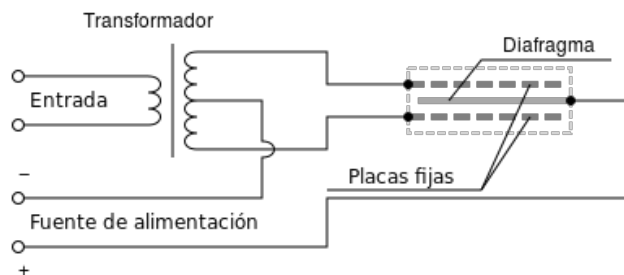 Transformador
Diafragma
Entrada
−
Placas fijas
Fuente de alimentación
+